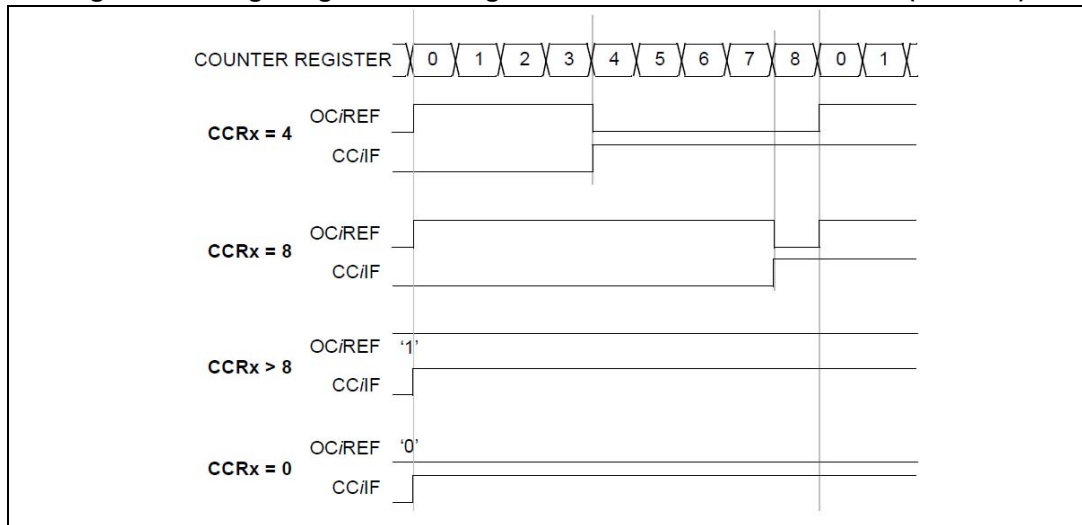 COUNTER REGISTER 0 1 2 3 4 5 6 7 8 0 1
CCRx = 4
OCiREF
CCiIF
CCRx = 8
OCiREF
CCiIF
CCRx > 8
OCiREF '1'
CCiIF
CCRx = 0
OCiREF '0'
CCiIF